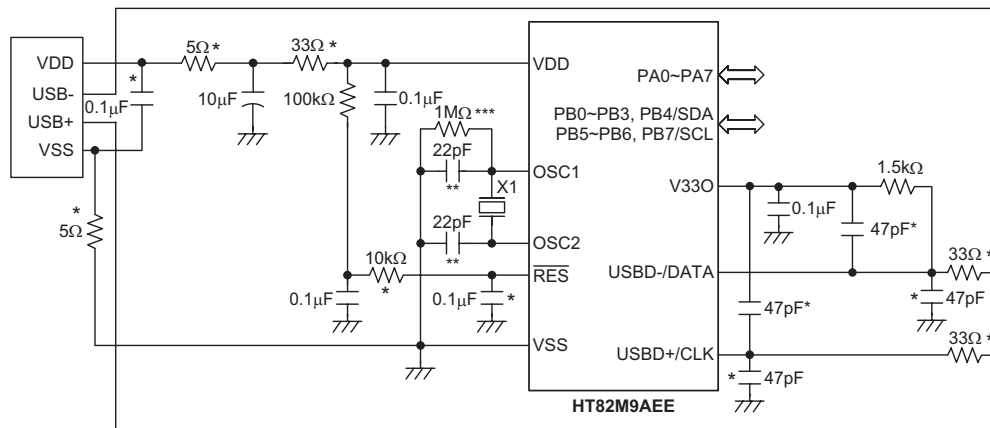 VDD
USB-
USB+
VSS
*
0.1µF
5Ω *
10µF
33Ω *
100kΩ
0.1µF
1MΩ ***
22pF
**
X1
22pF
**
*
5Ω
10kΩ
*
0.1µF
0.1µF *
VDD
OSC1
OSC2
RES
VSS
PA0~PA7
PB0~PB3, PB4/SDA
PB5~PB6, PB7/SCL
V33O
USBD-/DATA
USBD+/CLK
HT82M9AEE
1.5kΩ
0.1µF
47pF*
33Ω *
* 47pF
47pF*
33Ω *
* 47pF